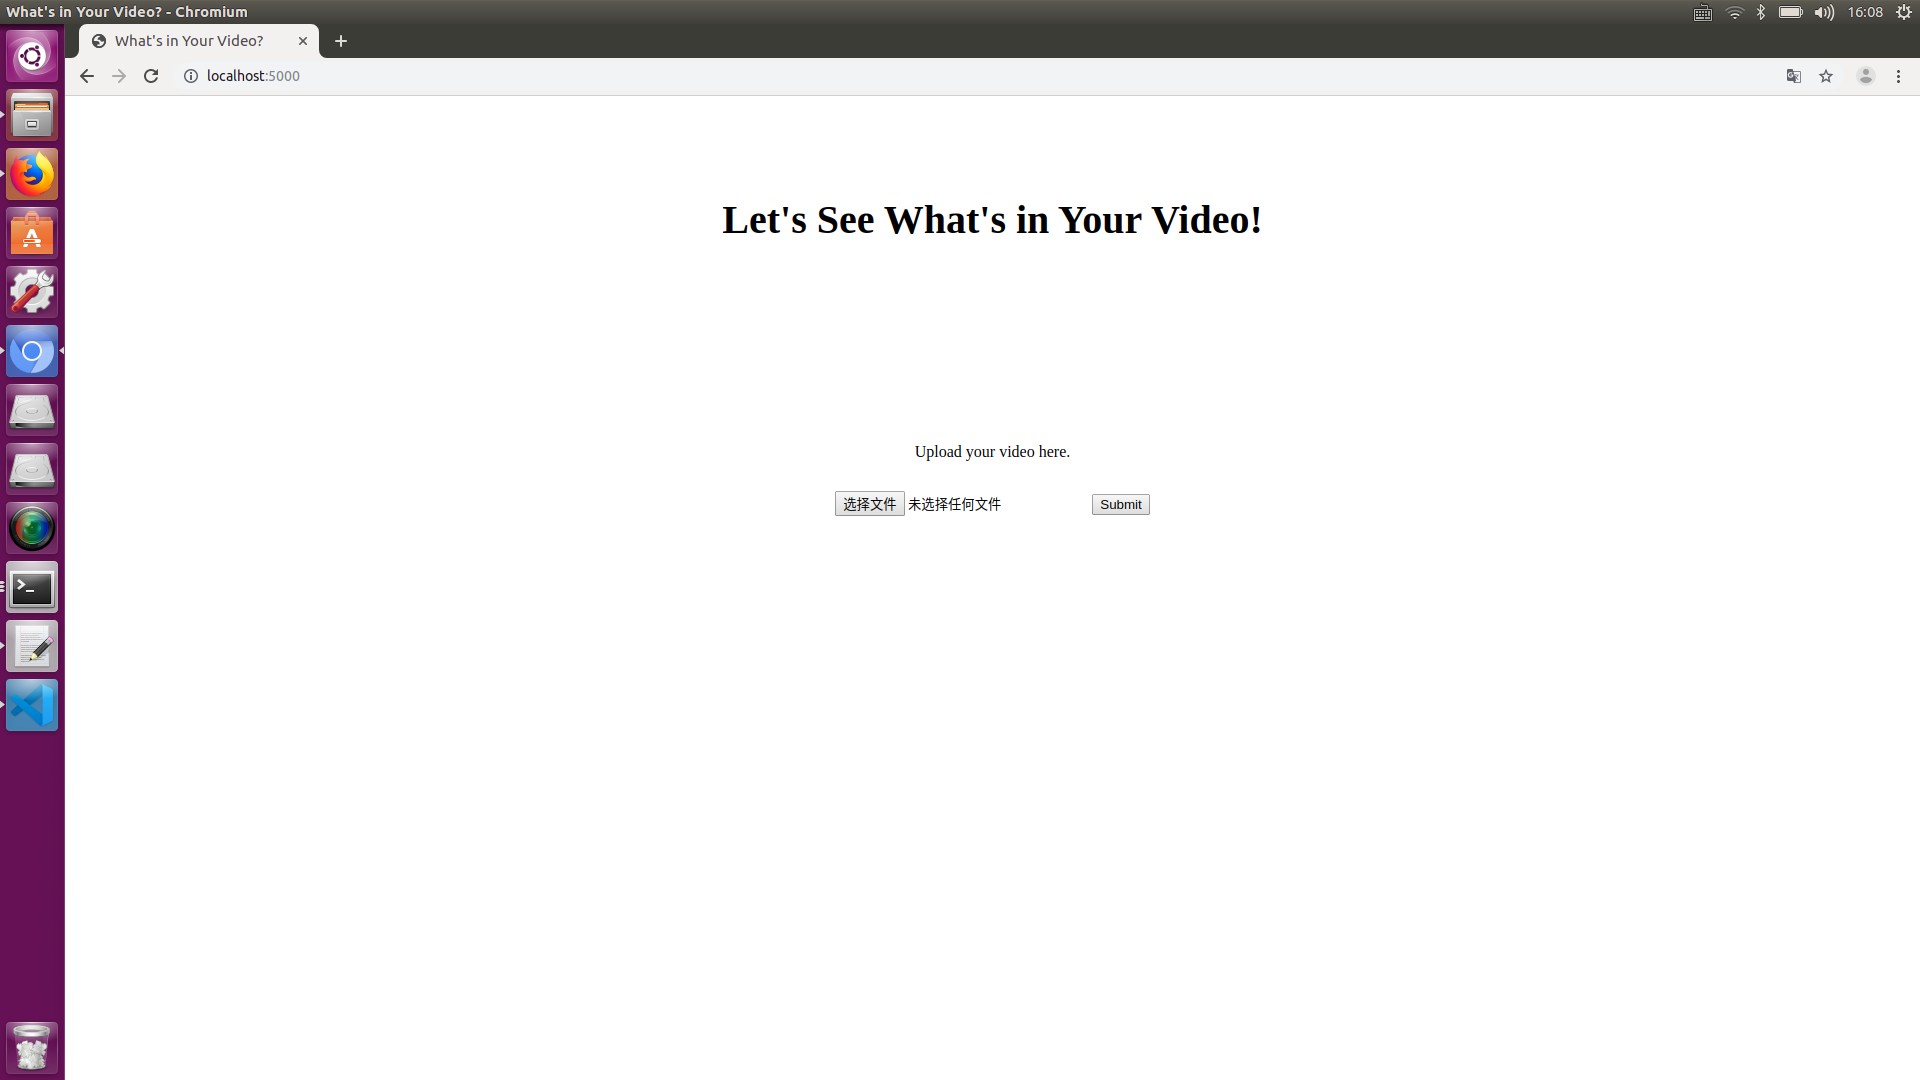 What's in Your Video? - Chromium
16:08
What's in Your Video?
localhost:5000
Let's See What's in Your Video!
Upload your video here.
选择文件 未选择任何文件 Submit